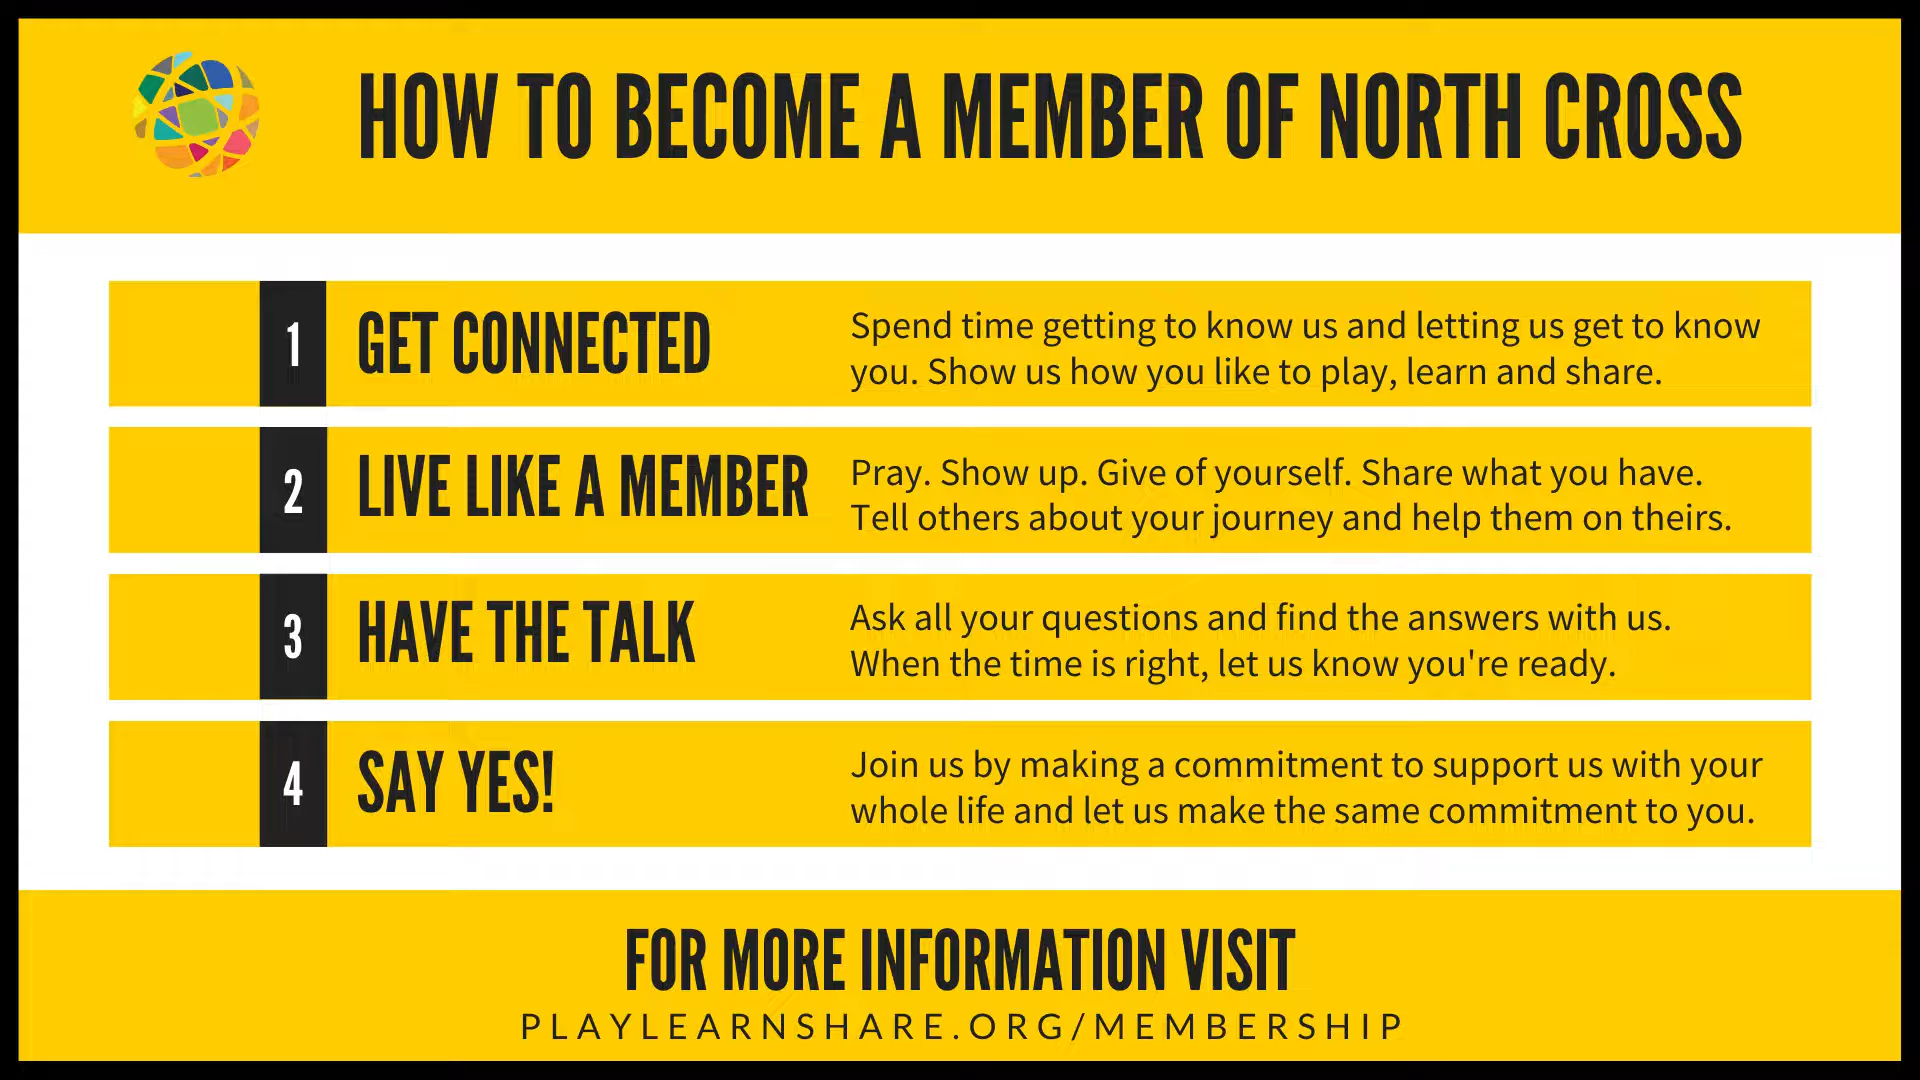 HOW TO BECOME A MEMBER OF NORTH CROSS
1
GET CONNECTED
Spend time getting to know us and letting us get to know
you. Show us how you like to play, learn and share.
2
LIVE LIKE A MEMBER
Pray. Show up. Give of yourself. Share what you have.
Tell others about your journey and help them on theirs.
3
HAVE THE TALK
Ask all your questions and find the answers with us.
When the time is right, let us know you're ready.
4
SAY YES!
Join us by making a commitment to support us with your
whole life and let us make the same commitment to you.
FOR MORE INFORMATION VISIT
PLAYLEARNSHARE.ORG/MEMBERSHIP